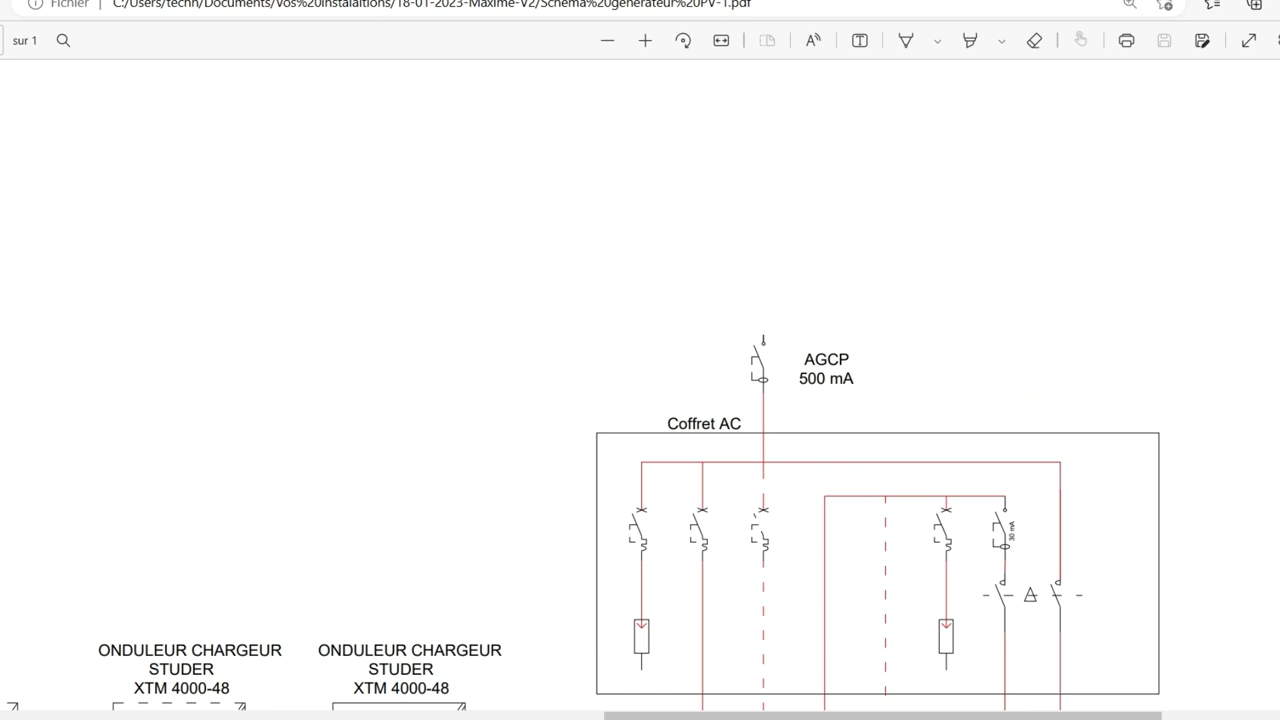 Fichier
C:/Users/techn/Documents/Vos%20instalaltions/18-01-2023-Maxime-V2/Schema%20generateur%20PV-1.pdf
sur 1
AGCP
500 mA
Coffret AC
30 mA
ONDULEUR CHARGEUR
STUDER
XTM 4000-48
ONDULEUR CHARGEUR
STUDER
XTM 4000-48